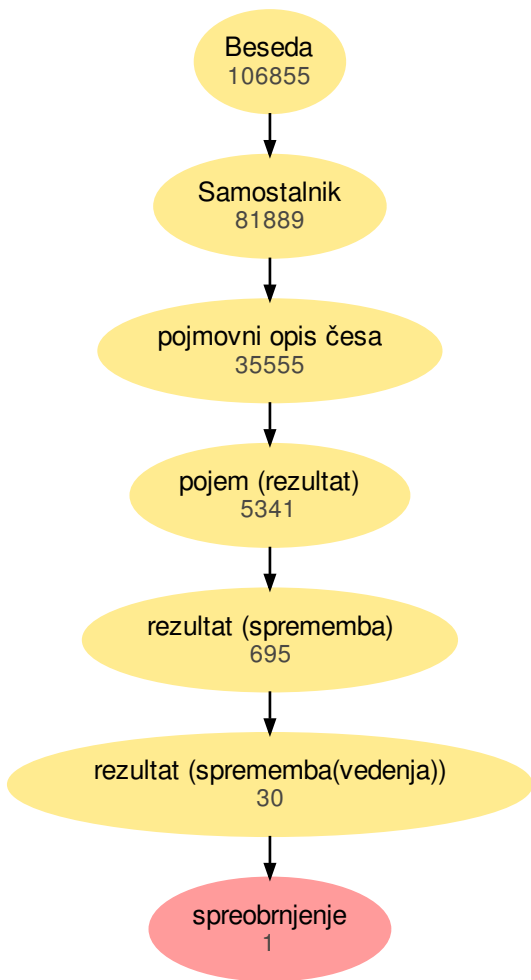 Beseda
106855
Samostalnik
81889
pojmovni opis česa
35555
pojem (rezultat)
5341
rezultat (sprememba)
695
rezultat (sprememba(vedenja))
30
spreobrnjenje
1